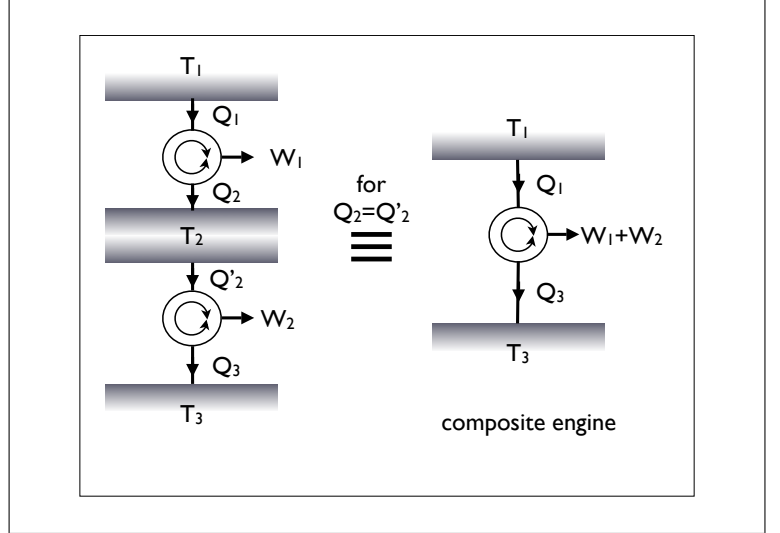 T₁
Q₁
W₁
Q₂
T₂
Q'₂
W₂
Q₃
T₃
for
Q₂=Q'₂
T₁
Q₁
W₁+W₂
Q₃
T₃
composite engine